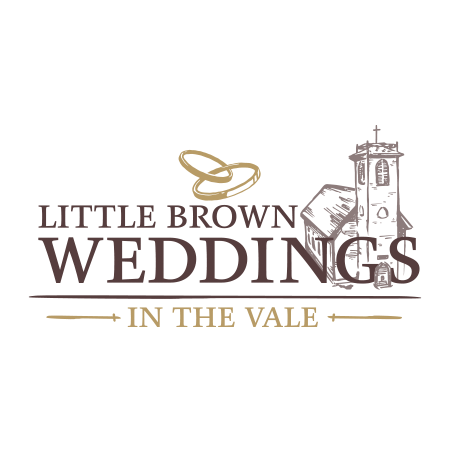 LITTLE BROWN
WEDDINGS
IN THE VALE